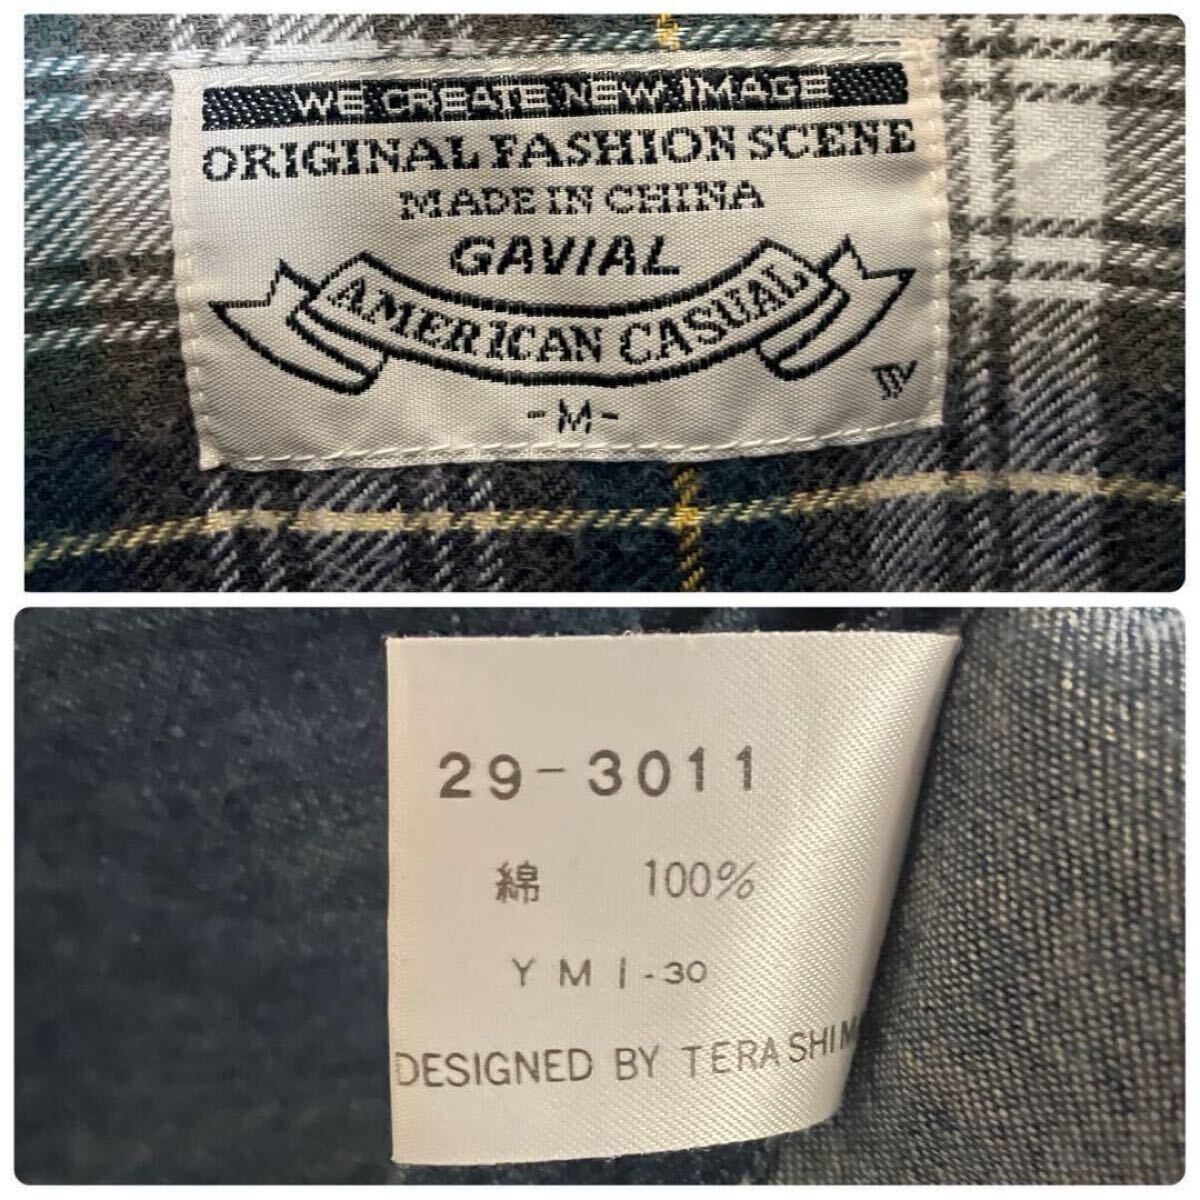 WE CREATE NEW IMAGE
ORIGINAL FASHION SCENE
MADE IN CHINA
GAVIAL
AMERICAN CASUAL
-M-
29-3011
綿 100%
YMI-30
DESIGNED BY